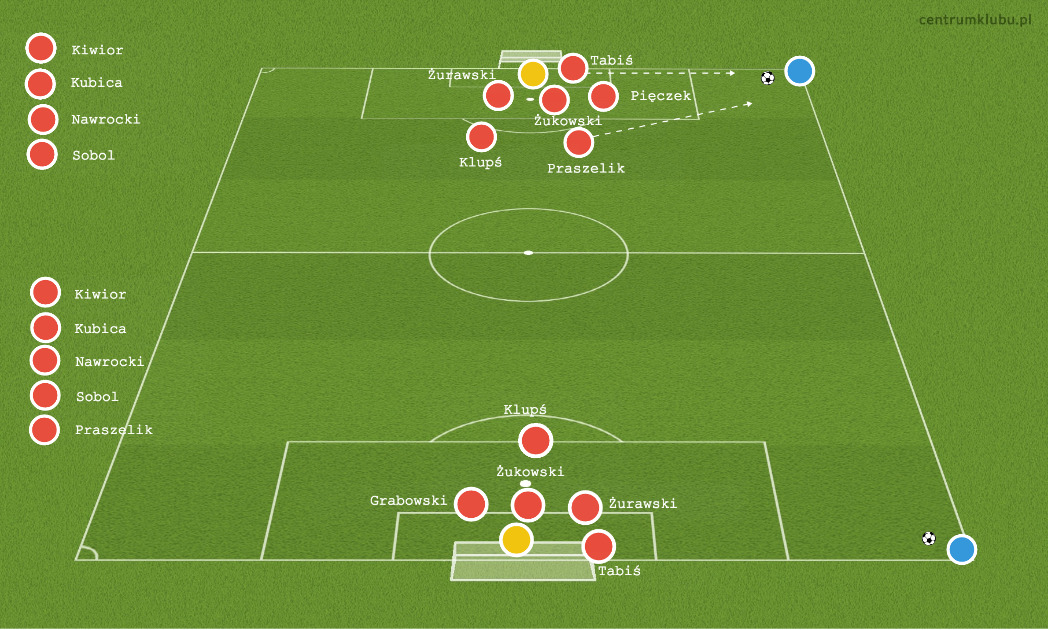 centrumklubu.pl
Kiwior
Kubica
Nawrocki
Sobol
Tabiś
Żurawski
Pięczek
Żukowski
Klupś
Praszelik
Kiwior
Kubica
Nawrocki
Sobol
Praszelik
Klupś
Żukowski
Grabowski
Żurawski
Tabiś